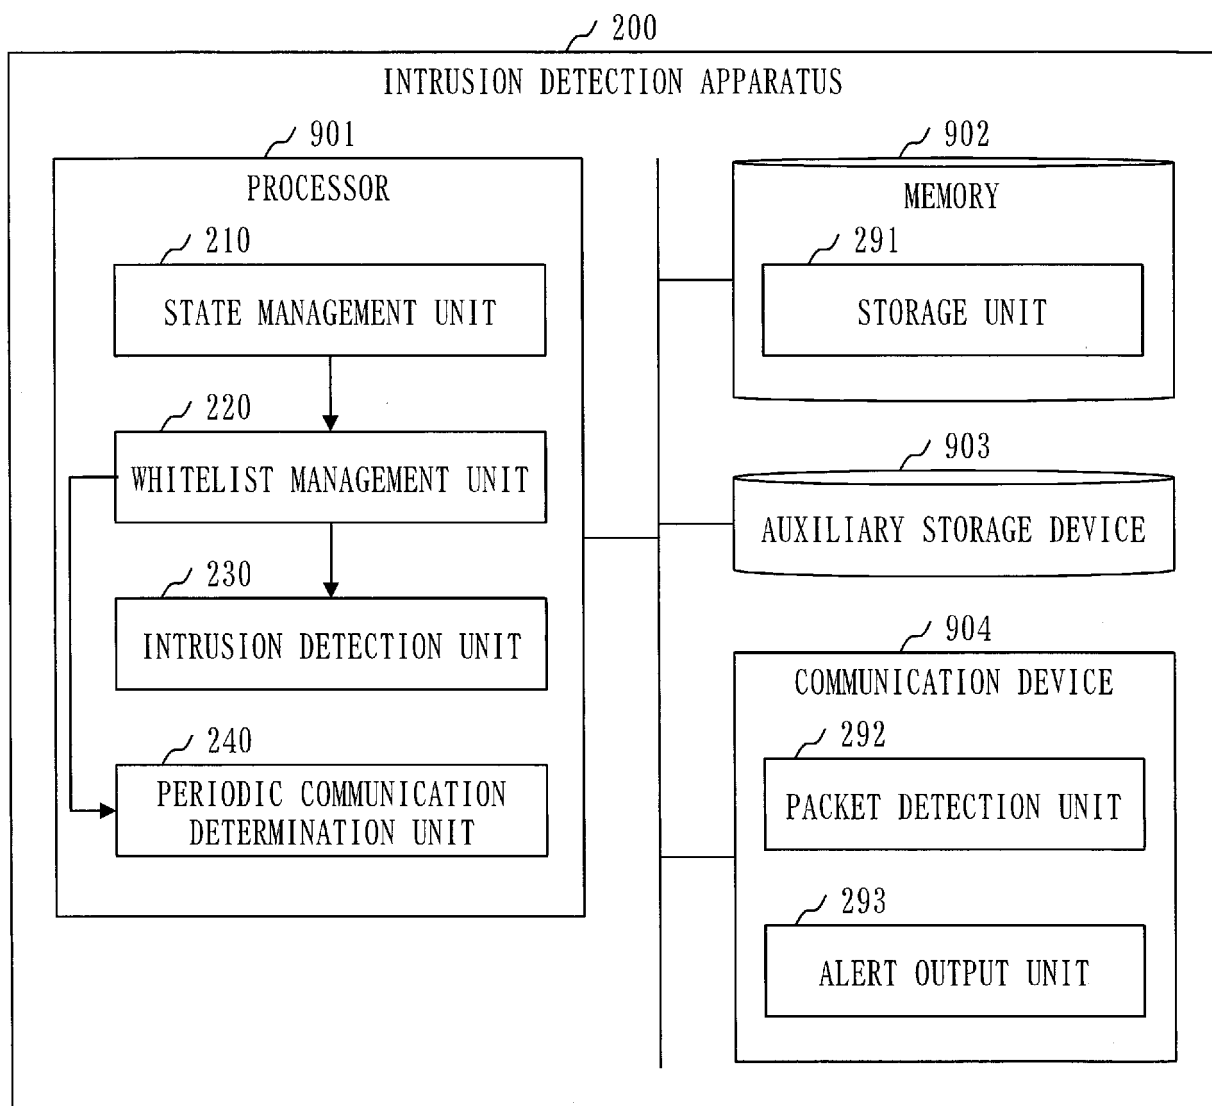 200
INTRUSION DETECTION APPARATUS
901
PROCESSOR
210
STATE MANAGEMENT UNIT
220
WHITELIST MANAGEMENT UNIT
230
INTRUSION DETECTION UNIT
240
PERIODIC COMMUNICATION
DETERMINATION UNIT
902
MEMORY
291
STORAGE UNIT
903
AUXILIARY STORAGE DEVICE
904
COMMUNICATION DEVICE
292
PACKET DETECTION UNIT
293
ALERT OUTPUT UNIT